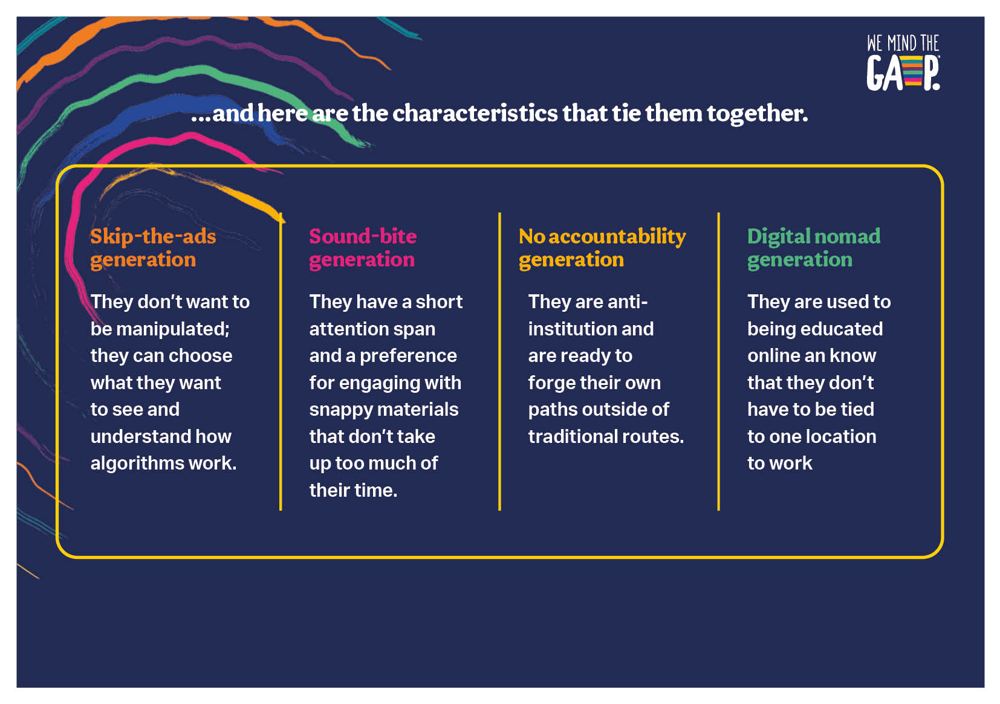 WE MIND THE
GAP.™
...and here are the characteristics that tie them together.
Skip-the-ads
generation
They don’t want to
be manipulated;
they can choose
what they want
to see and
understand how
algorithms work.
Sound-bite
generation
They have a short
attention span
and a preference
for engaging with
snappy materials
that don’t take
up too much of
their time.
No accountability
generation
They are anti-
institution and
are ready to
forge their own
paths outside of
traditional routes.
Digital nomad
generation
They are used to
being educated
online an know
that they don’t
have to be tied
to one location
to work